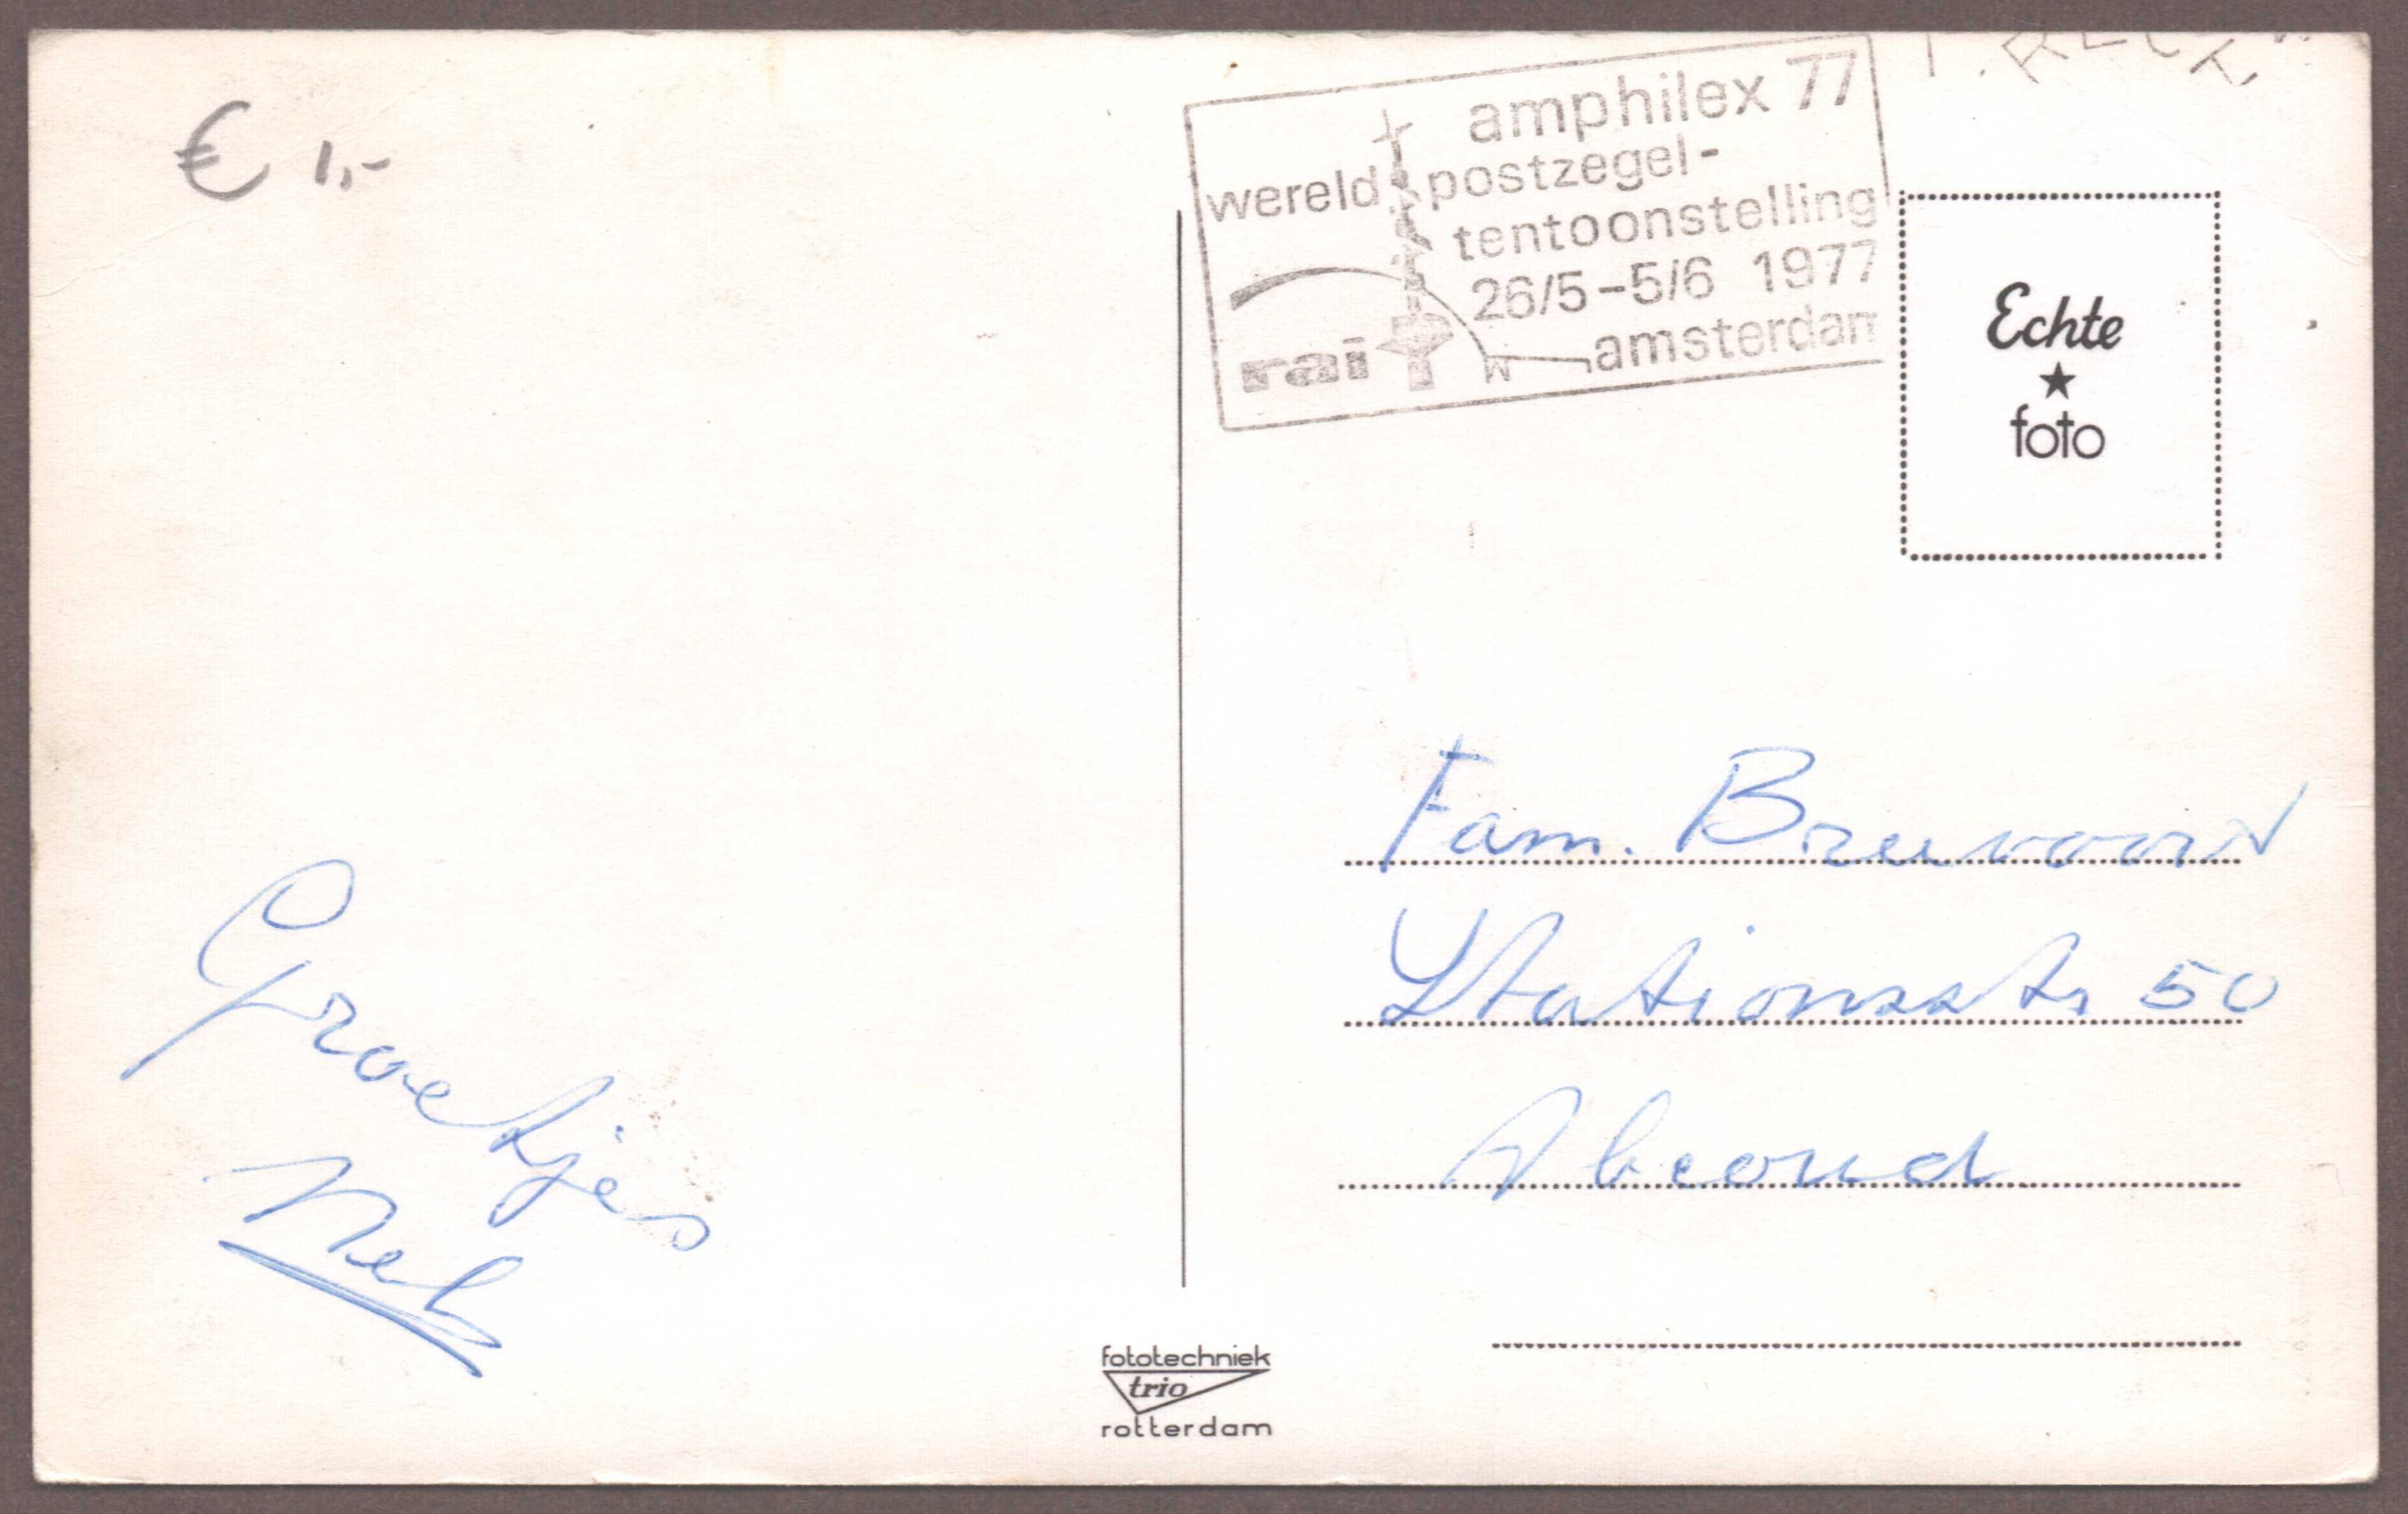 € 1,-
amphilex 77
wereld postzegel-
tentoonstelling
26/5-5/6 1977
rai amsterdam
Echte
foto
Fam. Bruvoort
Stationsstr 50
Abcoud
Groetjes
Nel
fototechniek
trio
rotterdam